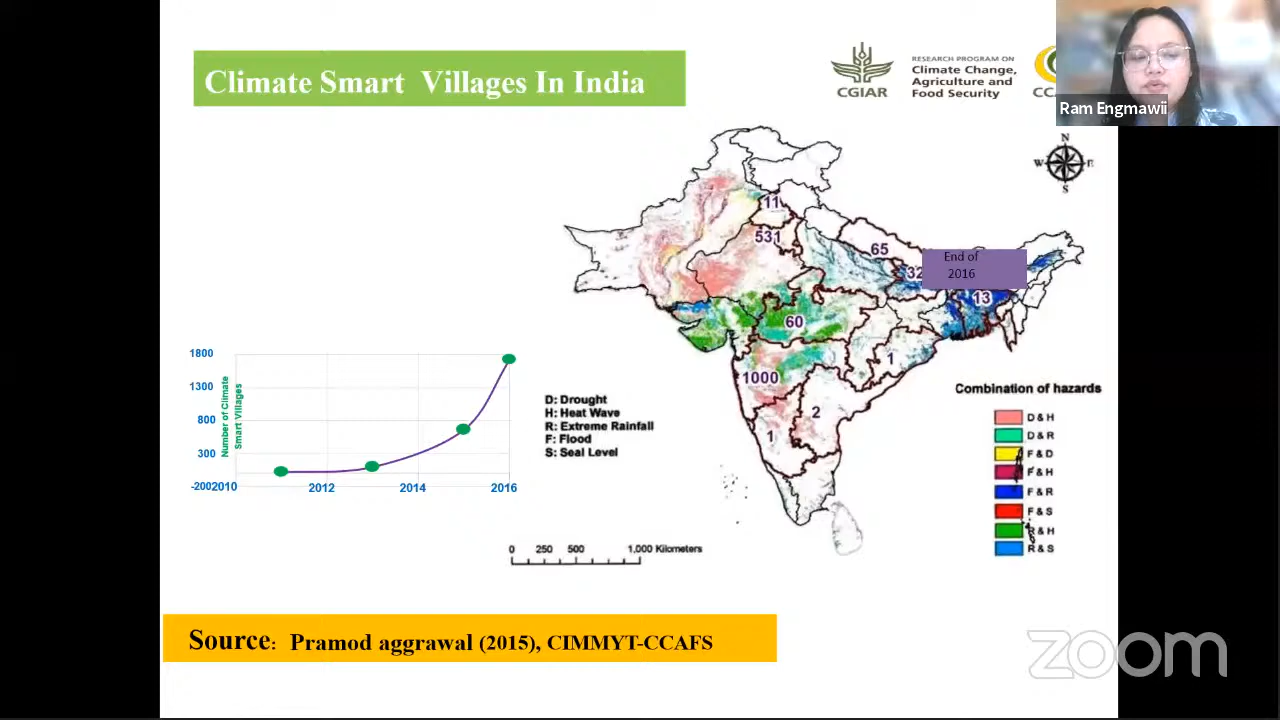 Climate Smart Villages In India
CGIAR
RESEARCH PROGRAM ON
Climate Change,
Agriculture and
Food Security
Ram Engmawii
N
W E
S
11
531
65
32
End of
2016
13
60
1
1000
2
1
1800
1300
800
300
-200
Number of Climate
Smart Villages
2010
2012
2014
2016
D: Drought
H: Heat Wave
R: Extreme Rainfall
F: Flood
S: Seal Level
Combination of hazards
D & H
D & R
F & D
F & H
F & R
F & S
R & H
R & S
0 250 500 1,000 Kilometers
Source: Pramod aggrawal (2015), CIMMYT-CCAFS
zoom